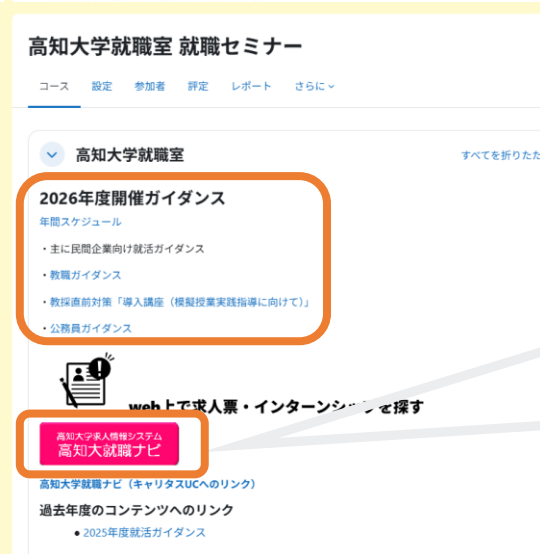 高知大学就職室 就職セミナー
コース 設定 参加者 評定 レポート さらに
高知大学就職室 すべてを折りたた
2026年度開催ガイダンス
年間スケジュール
・主に民間企業向け就活ガイダンス
・教職ガイダンス
・教採直前対策「導入講座（模擬授業実践指導に向けて）」
・公務員ガイダンス
web上で求人票・インターンシップを探す
高知大学求人情報システム
高知大就職ナビ
高知大学就職ナビ（キャリタスUCへのリンク）
過去年度のコンテンツへのリンク
● 2025年度就活ガイダンス